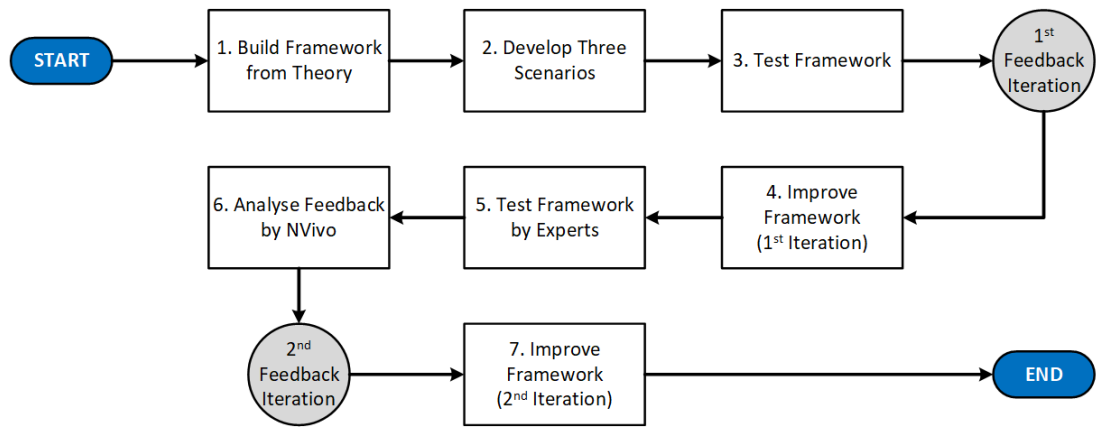 START
1. Build Framework
from Theory
2. Develop Three
Scenarios
3. Test Framework
1st
Feedback
Iteration
4. Improve
Framework
(1st Iteration)
5. Test Framework
by Experts
6. Analyse Feedback
by NVivo
2nd
Feedback
Iteration
7. Improve
Framework
(2nd Iteration)
END